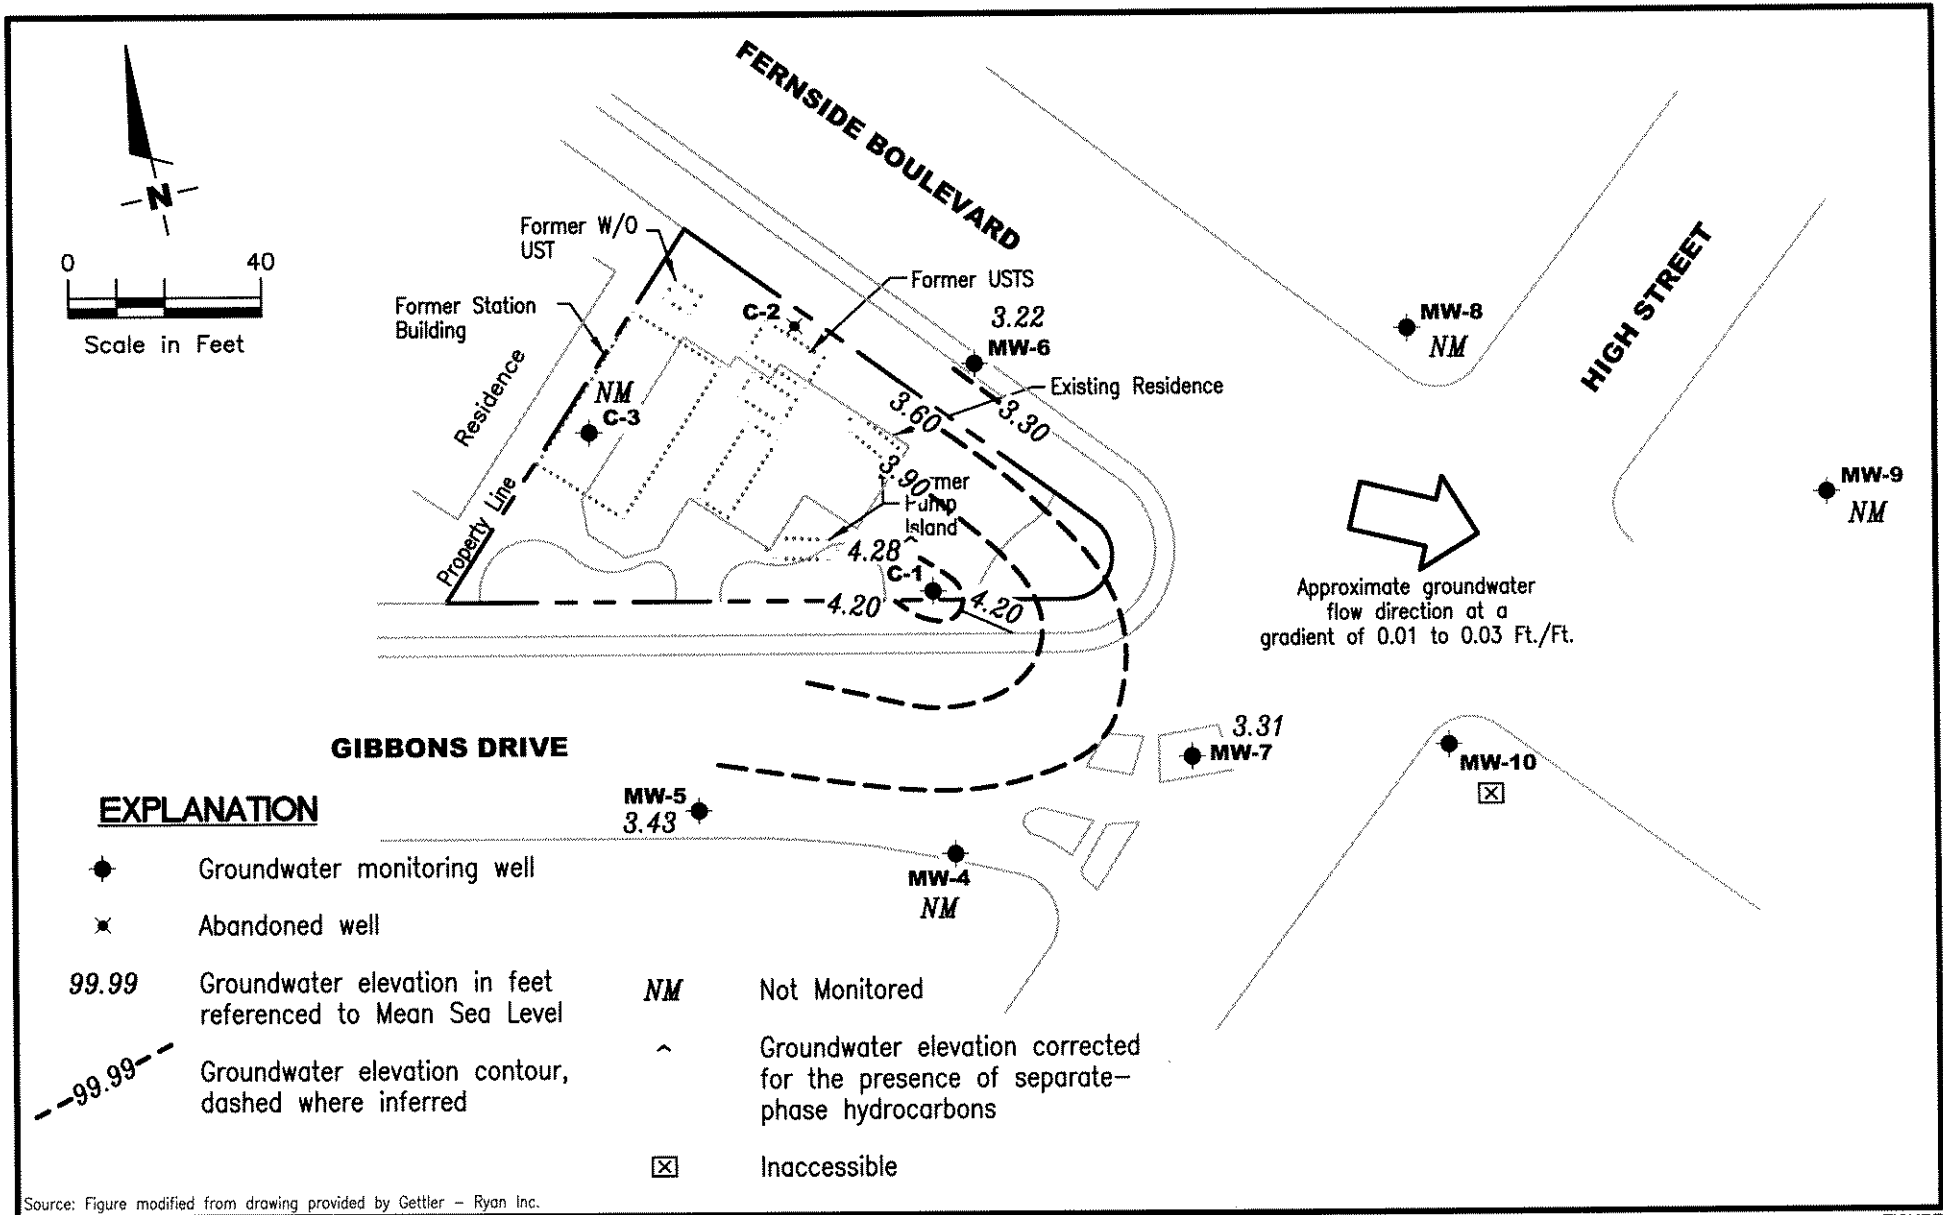 FERNSIDE BOULEVARD
N
0 40
Scale in Feet
Former W/O
UST
Former USTS
C-2
3.22
MW-6
MW-8
NM
HIGH STREET
Former Station
Building
Residence
Existing Residence
NM
C-3
3.60
3.30
3.90
mer
Pump
Island
MW-9
NM
Property Line
4.28^
C-1
4.20
4.20
Approximate groundwater
flow direction at a
gradient of 0.01 to 0.03 Ft./Ft.
GIBBONS DRIVE
3.31
MW-7
MW-10
MW-5
3.43
MW-4
NM
EXPLANATION
Groundwater monitoring well
Abandoned well
99.99 Groundwater elevation in feet
referenced to Mean Sea Level
99.99 Groundwater elevation contour,
dashed where inferred
NM Not Monitored
^ Groundwater elevation corrected
for the presence of separate-
phase hydrocarbons
Inaccessible
Source: Figure modified from drawing provided by Gettler - Ryan Inc.